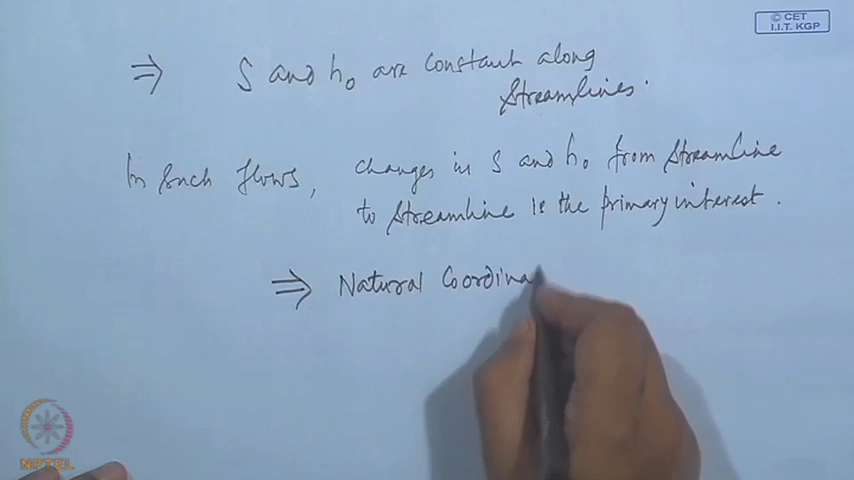 © CET
I.I.T. KGP
⇒ S and h₀ are constant along
Streamlines.
In such flows, changes in S and h₀ from streamline
to streamline is the primary interest.
⇒ Natural Coordina
NPTEL